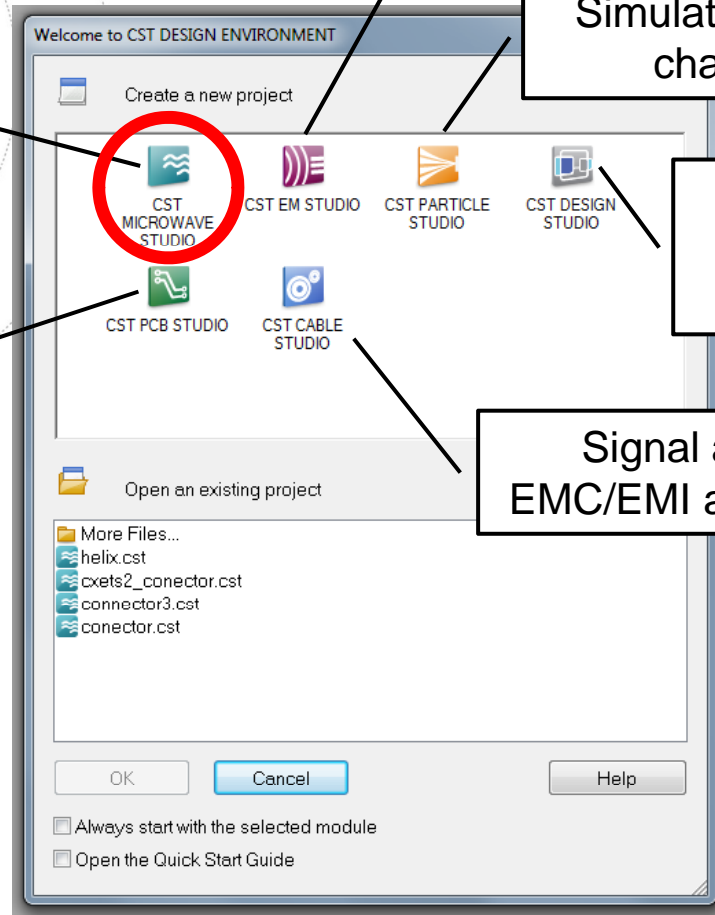 Simulat
cha
Welcome to CST DESIGN ENVIRONMENT
Create a new project
CST
MICROWAVE
STUDIO
CST EM STUDIO
CST PARTICLE
STUDIO
CST DESIGN
STUDIO
CST PCB STUDIO
CST CABLE
STUDIO
Signal a
EMC/EMI a
Open an existing project
More Files...
helix.cst
cxets2_conector.cst
connector3.cst
conector.cst
OK
Cancel
Help
Always start with the selected module
Open the Quick Start Guide